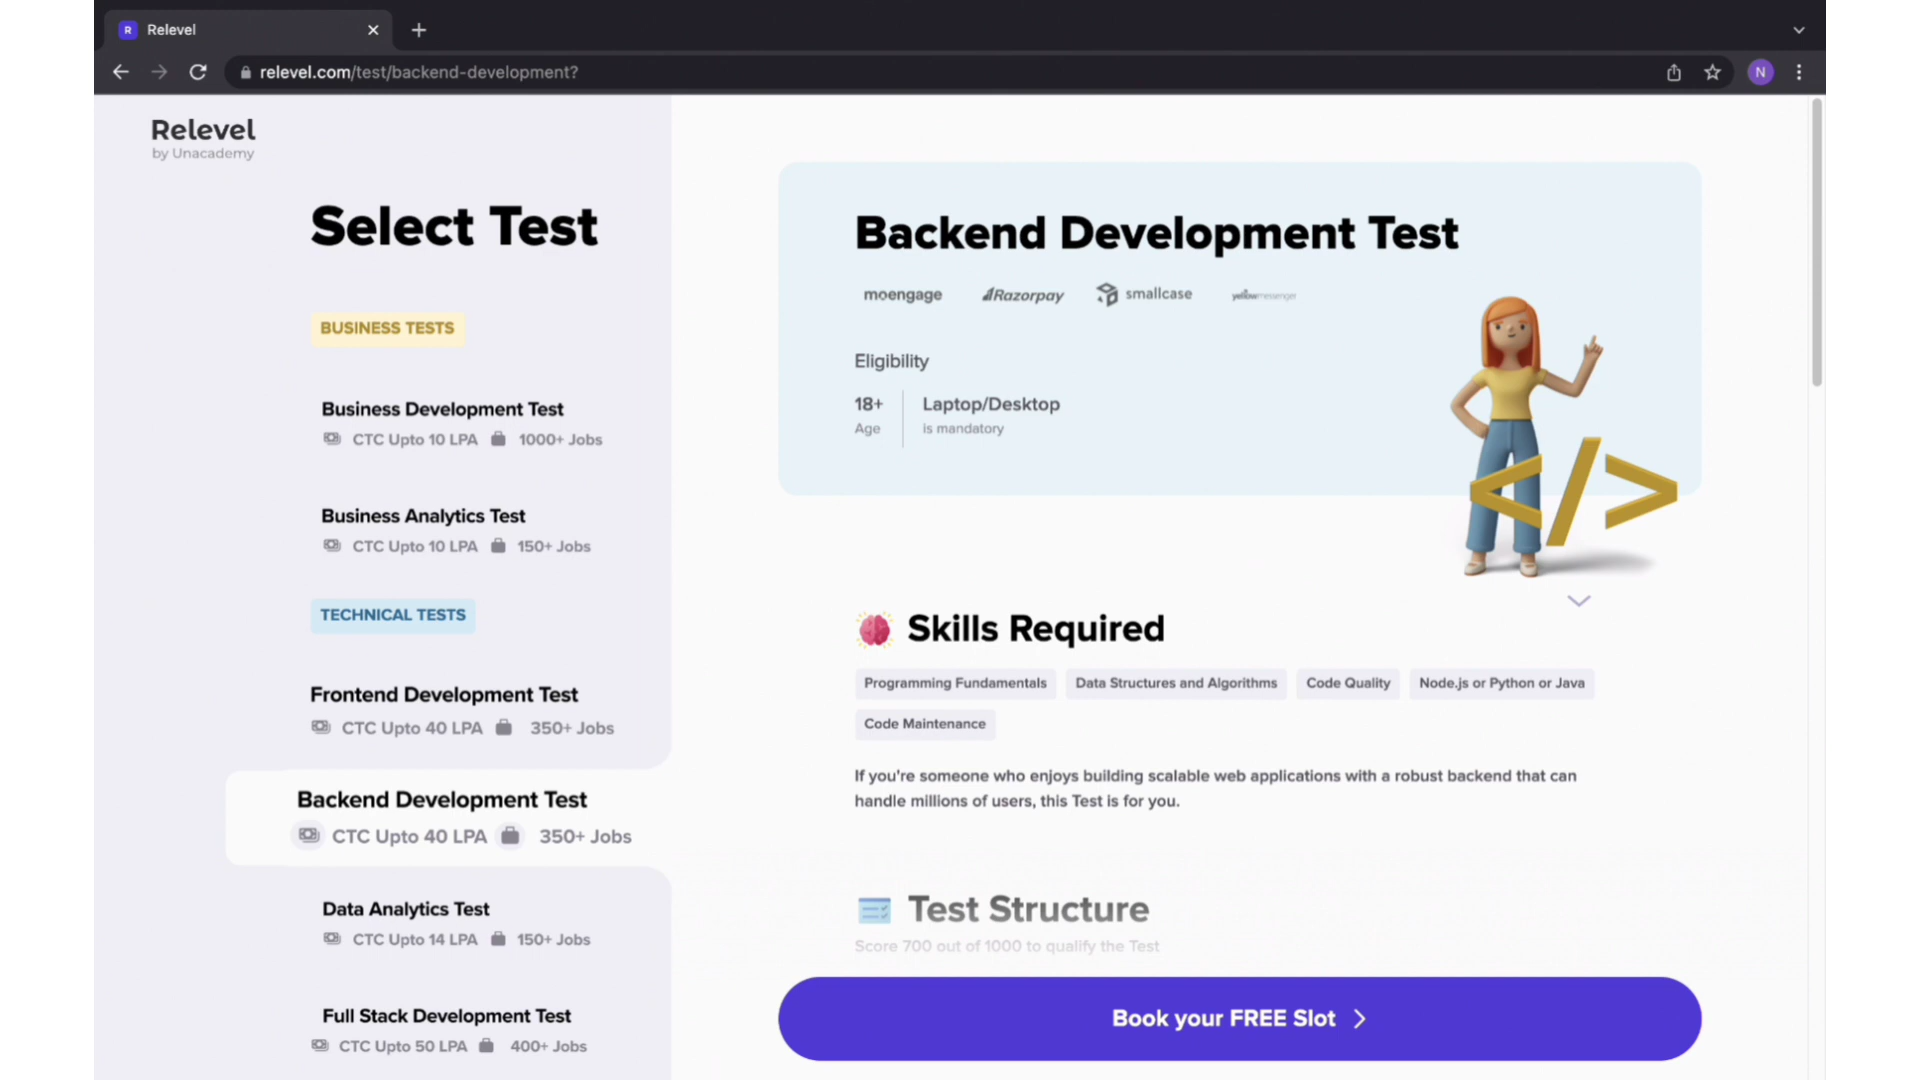 R Relevel
relevel.com/test/backend-development?
N
Relevel
by Unacademy
Select Test
BUSINESS TESTS
Business Development Test
CTC Upto 10 LPA 1000+ Jobs
Business Analytics Test
CTC Upto 10 LPA 150+ Jobs
TECHNICAL TESTS
Frontend Development Test
CTC Upto 40 LPA 350+ Jobs
Backend Development Test
CTC Upto 40 LPA 350+ Jobs
Data Analytics Test
CTC Upto 14 LPA 150+ Jobs
Full Stack Development Test
CTC Upto 50 LPA 400+ Jobs
Backend Development Test
moengage Razorpay smallcase yellowmessenger
Eligibility
18+ Laptop/Desktop
Age is mandatory
</>
Skills Required
Programming Fundamentals Data Structures and Algorithms Code Quality Node.js or Python or Java
Code Maintenance
If you're someone who enjoys building scalable web applications with a robust backend that can
handle millions of users, this Test is for you.
Test Structure
Score 700 out of 1000 to qualify the Test
Book your FREE Slot